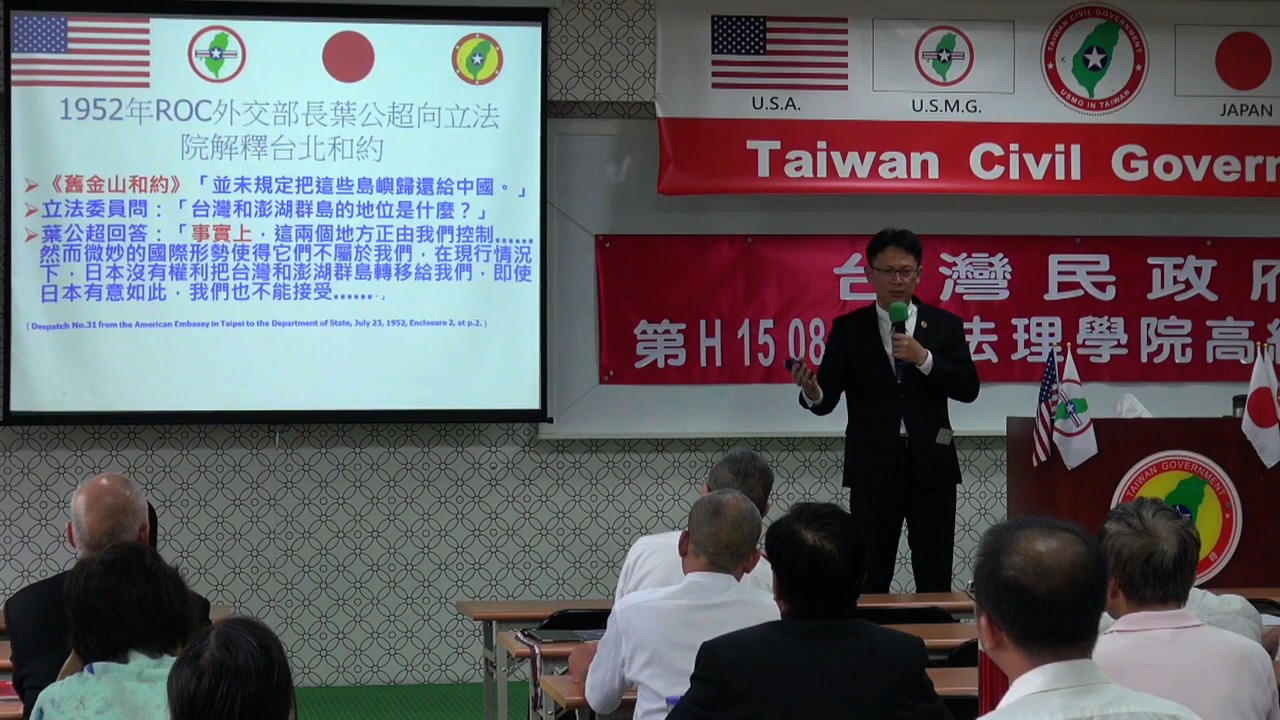 1952年ROC外交部長葉公超向立法
院解釋台北和約
➢《舊金山和約》「並未規定把這些島嶼歸還給中國。」
➢立法委員問：「台灣和澎湖群島的地位是什麼？」
➢葉公超回答：「事實上，這兩個地方正由我們控制......
然而微妙的國際形勢使得它們不屬於我們，在現行情況
下，日本沒有權利把台灣和澎湖群島轉移給我們，即使
日本有意如此，我們也不能接受......。」
( Despatch No.31 from the American Embassy in Taipei to the Department of State, July 23, 1952, Enclosure 2, at p.2. )
U.S.A.
U.S.M.G.
TAIWAN CIVIL GOVERNMENT
USMG IN TAIWAN
JAPAN
Taiwan Civil Govern
台灣民政府
第H 15 08
法理學院高
TAIWAN GOVERNMENT